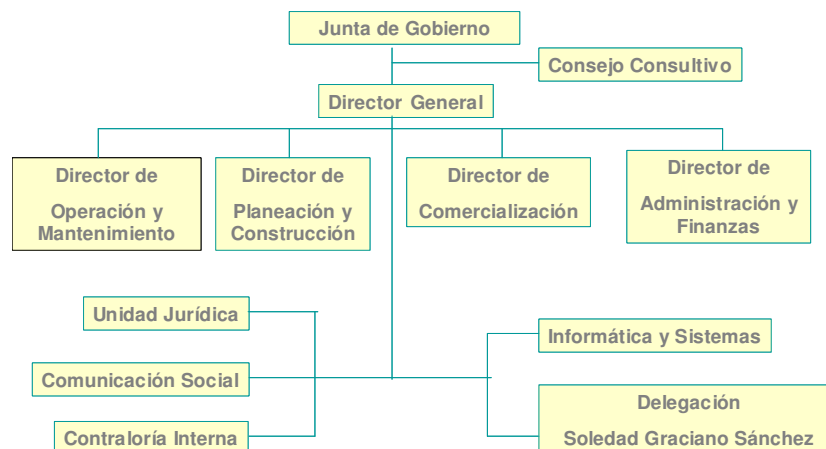 Junta de Gobierno
Consejo Consultivo
Director General
Director de
Operación y
Mantenimiento
Director de
Planeación y
Construcción
Director de
Comercialización
Director de
Administración y
Finanzas
Unidad Jurídica
Comunicación Social
Contraloría Interna
Informática y Sistemas
Delegación
Soledad Graciano Sánchez